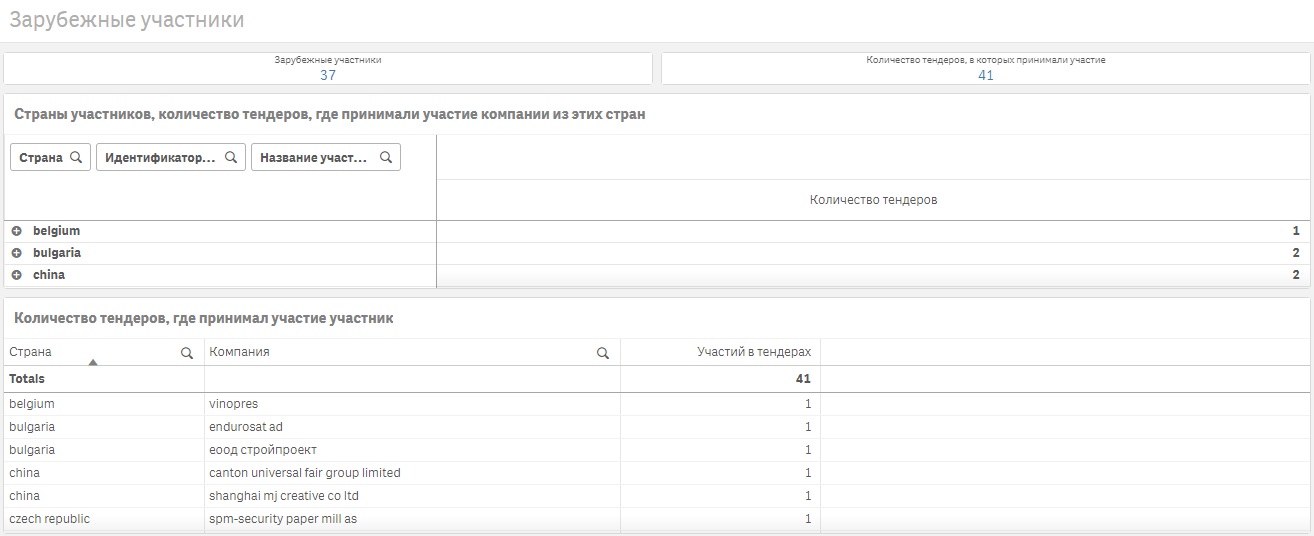 Зарубежные участники
Зарубежные участники
37
Количество тендеров, в которых принимали участие
41
Страны участников, количество тендеров, где принимали участие компании из этих стран
Страна
Идентификатор...
Название участ...
Количество тендеров
belgium 1
bulgaria 2
china 2
Количество тендеров, где принимал участие участник
Страна Компания Участий в тендерах
Totals 41
belgium vinopres 1
bulgaria endurosat ad 1
bulgaria еоод стройпроект 1
china canton universal fair group limited 1
china shanghai mj creative co ltd 1
czech republic spm-security paper mill as 1